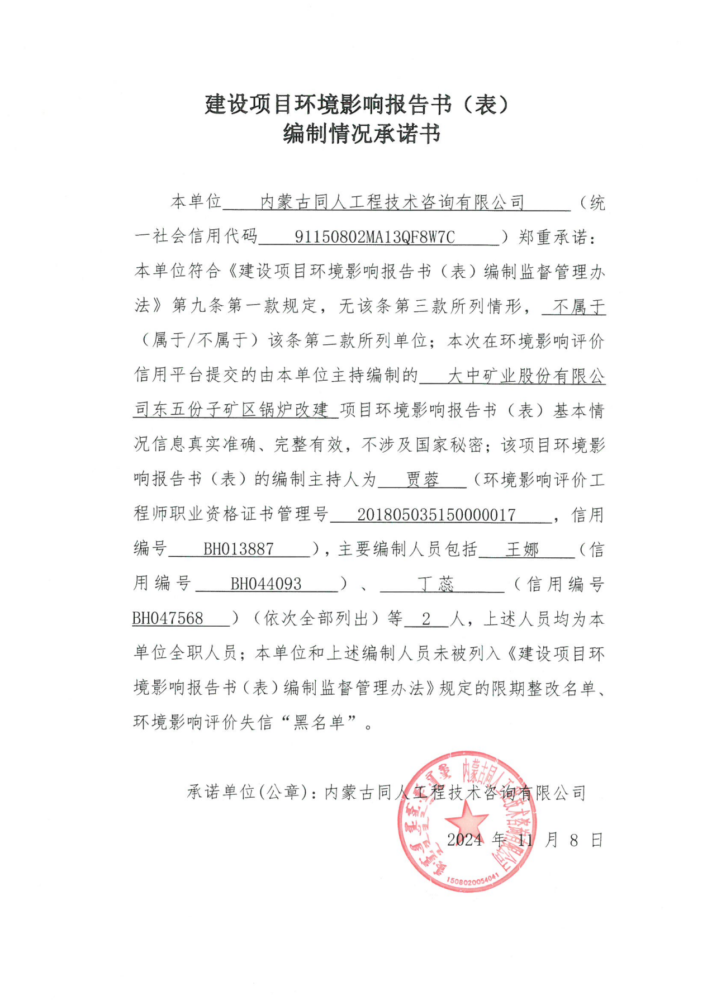 建设项目环境影响报告书（表）
编制情况承诺书
本单位 内蒙古同人工程技术咨询有限公司 （统
一社会信用代码 91150802MA13QF8W7C ）郑重承诺：
本单位符合《建设项目环境影响报告书（表）编制监督管理办
法》第九条第一款规定，无该条第三款所列情形， 不属于
（属于/不属于）该条第二款所列单位；本次在环境影响评价
信用平台提交的由本单位主持编制的 大中矿业股份有限公
司东五份子矿区锅炉改建 项目环境影响报告书（表）基本情
况信息真实准确、完整有效，不涉及国家秘密；该项目环境影
响报告书（表）的编制主持人为 贾蓉 （环境影响评价工
程师职业资格证书管理号 201805035150000017 ，信用
编号 BH013887 ），主要编制人员包括 王娜 （信
用编号 BH044093 ）、 丁蕊 （信用编号
BH047568 ）（依次全部列出）等 2 人，上述人员均为本
单位全职人员；本单位和上述编制人员未被列入《建设项目环
境影响报告书（表）编制监督管理办法》规定的限期整改名单、
环境影响评价失信“黑名单”。
承诺单位(公章)：内蒙古同人工程技术咨询有限公司
2024 年 11 月 8 日
内蒙古同人工程技术咨询有限公司
1508020054041